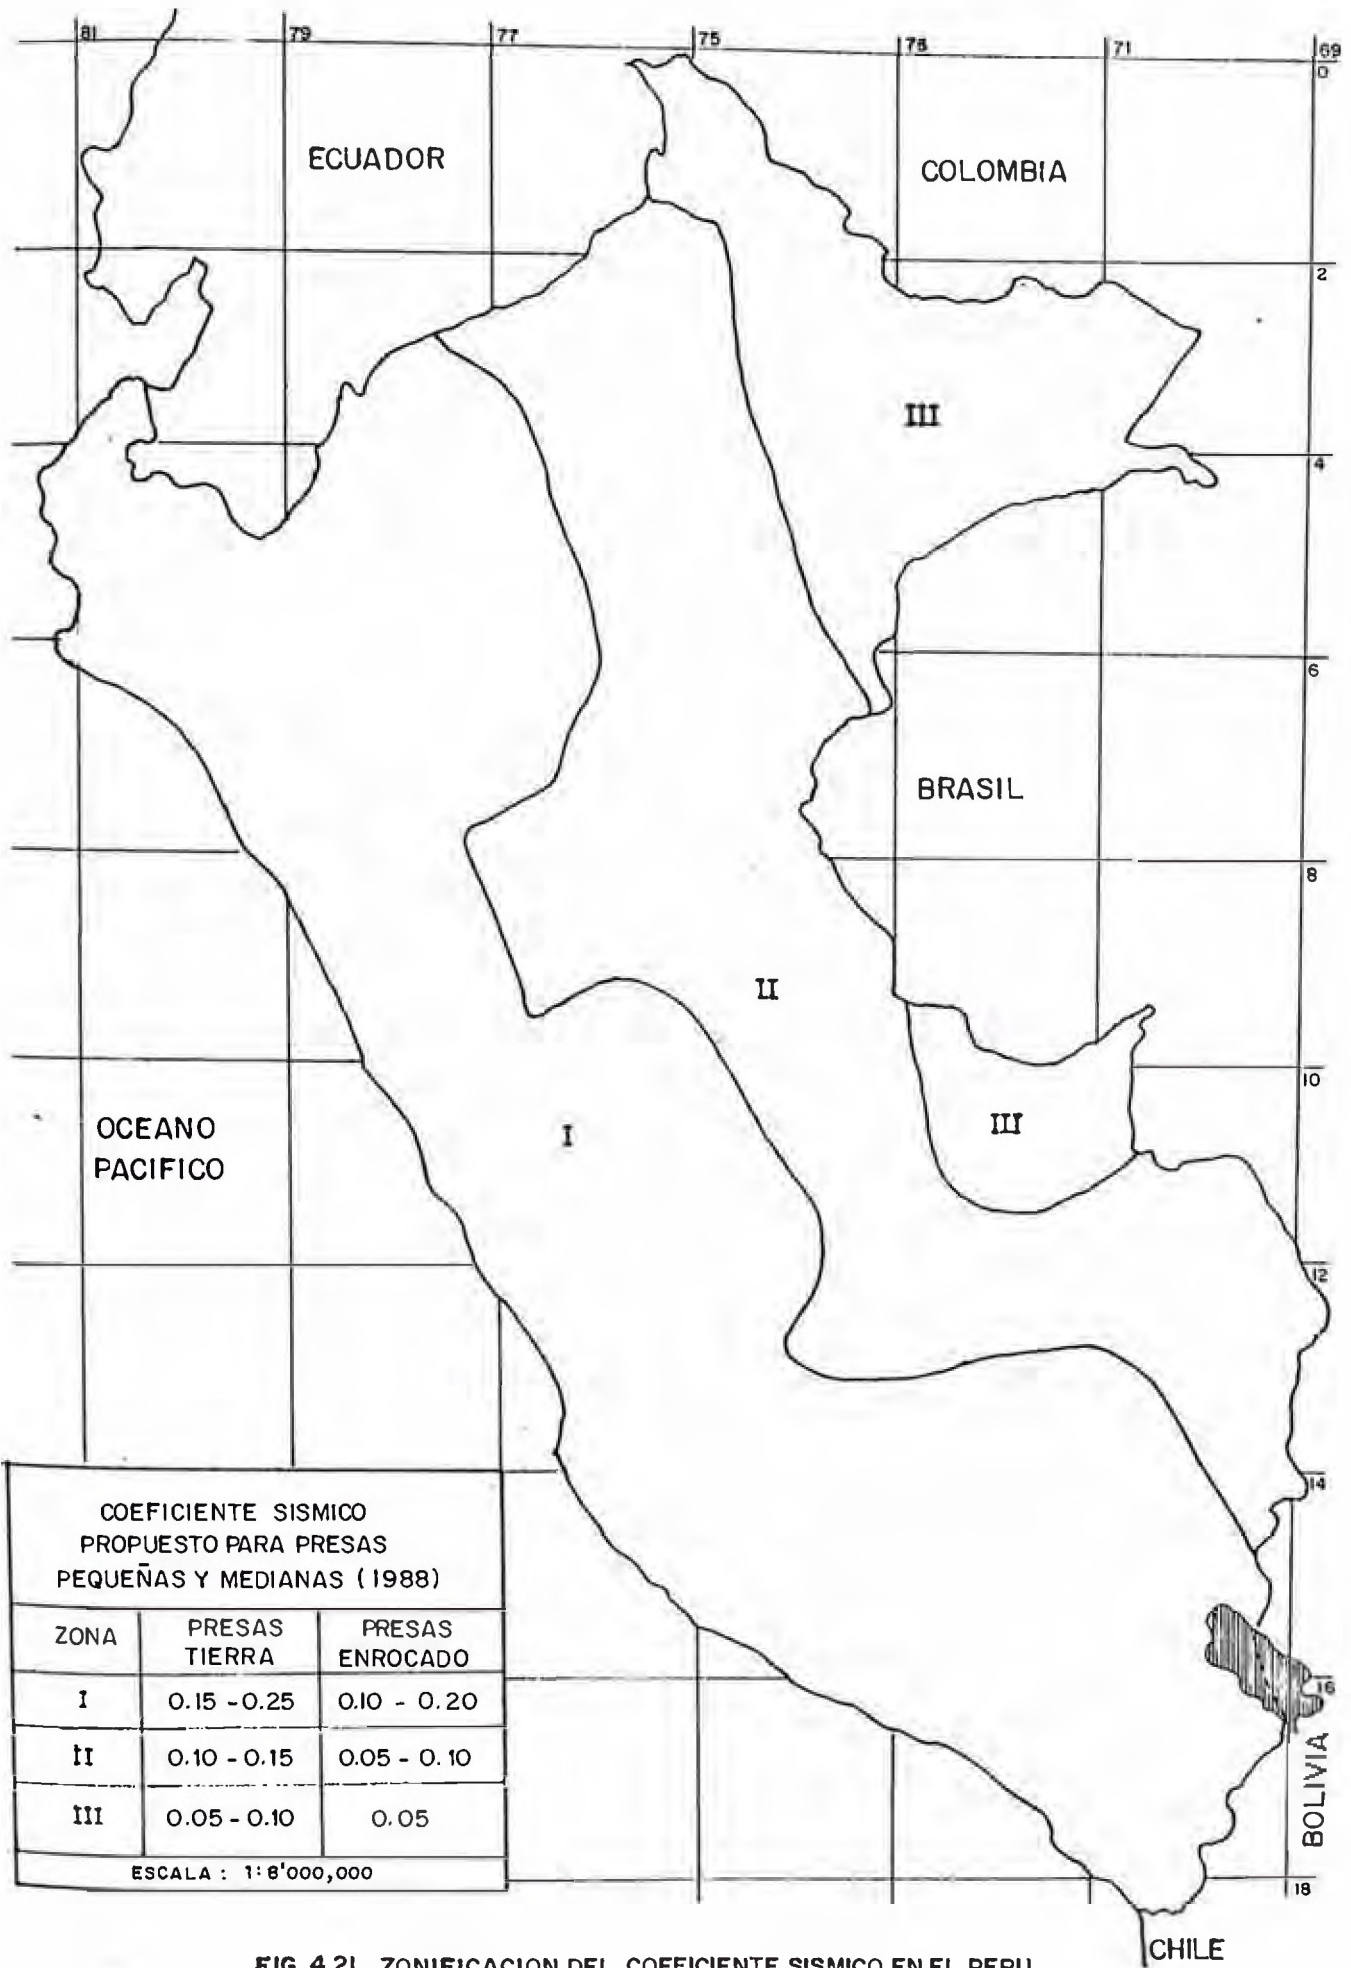 81 79 77 75 73 71 69
0
ECUADOR
COLOMBIA
2
III
4
6
BRASIL
8
II
10
OCEANO
PACIFICO
I
III
12
14
COEFICIENTE SISMICO
PROPUESTO PARA PRESAS
PEQUEÑAS Y MEDIANAS (1988)
ZONA PRESAS TIERRA PRESAS ENROCADO
I 0.15 - 0.25 0.10 - 0.20
II 0.10 - 0.15 0.05 - 0.10
III 0.05 - 0.10 0.05
ESCALA : 1:8'000,000
16
BOLIVIA
18
CHILE
FIG. 4.21 ZONIFICACION DEL COEFICIENTE SISMICO EN EL PERU